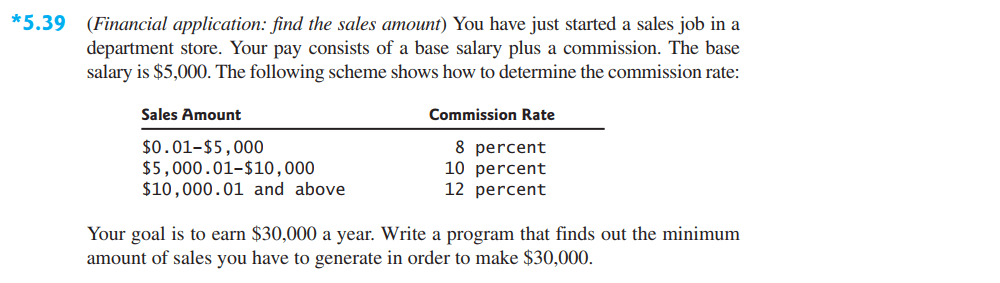 *5.39 (Financial application: find the sales amount) You have just started a sales job in a
department store. Your pay consists of a base salary plus a commission. The base
salary is $5,000. The following scheme shows how to determine the commission rate:
Sales Amount Commission Rate
$0.01–$5,000 8 percent
$5,000.01–$10,000 10 percent
$10,000.01 and above 12 percent
Your goal is to earn $30,000 a year. Write a program that finds out the minimum
amount of sales you have to generate in order to make $30,000.